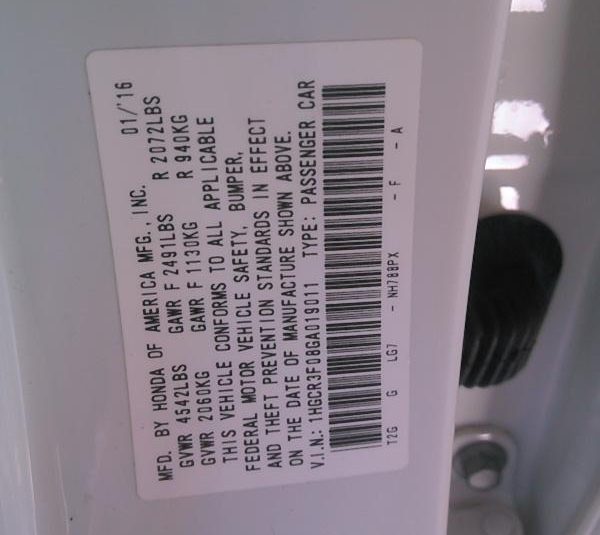 MFD. BY HONDA OF AMERICA MFG., INC. 01/'16
GVWR 4542LBS GAWR F 2491LBS R 2072LBS
GVWR 2060KG GAWR F 1130KG R 940KG
THIS VEHICLE CONFORMS TO ALL APPLICABLE
FEDERAL MOTOR VEHICLE SAFETY, BUMPER,
AND THEFT PREVENTION STANDARDS IN EFFECT
ON THE DATE OF MANUFACTURE SHOWN ABOVE.
V.I.N.: 1HGCR3F08GA019011 TYPE: PASSENGER CAR
T2G G LG7 - NH788PX - F - A